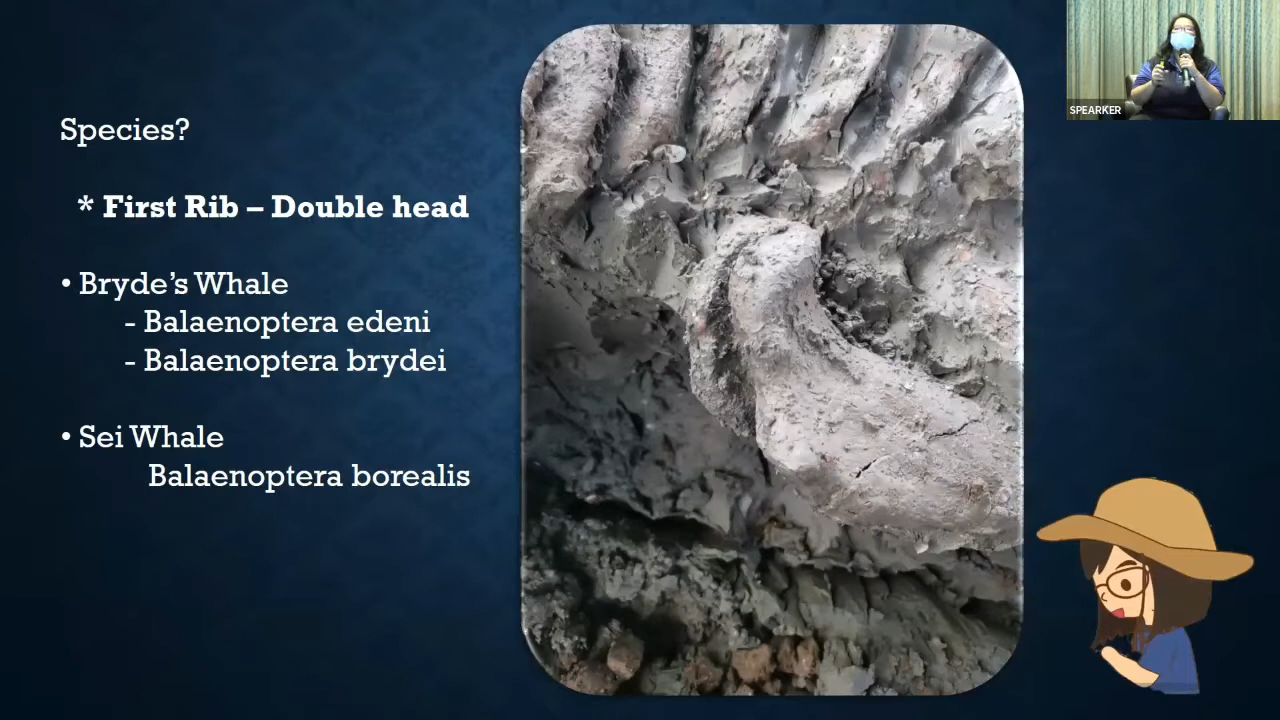 Species?
* First Rib – Double head
• Bryde’s Whale
- Balaenoptera edeni
- Balaenoptera brydei
• Sei Whale
Balaenoptera borealis
SPEARKER